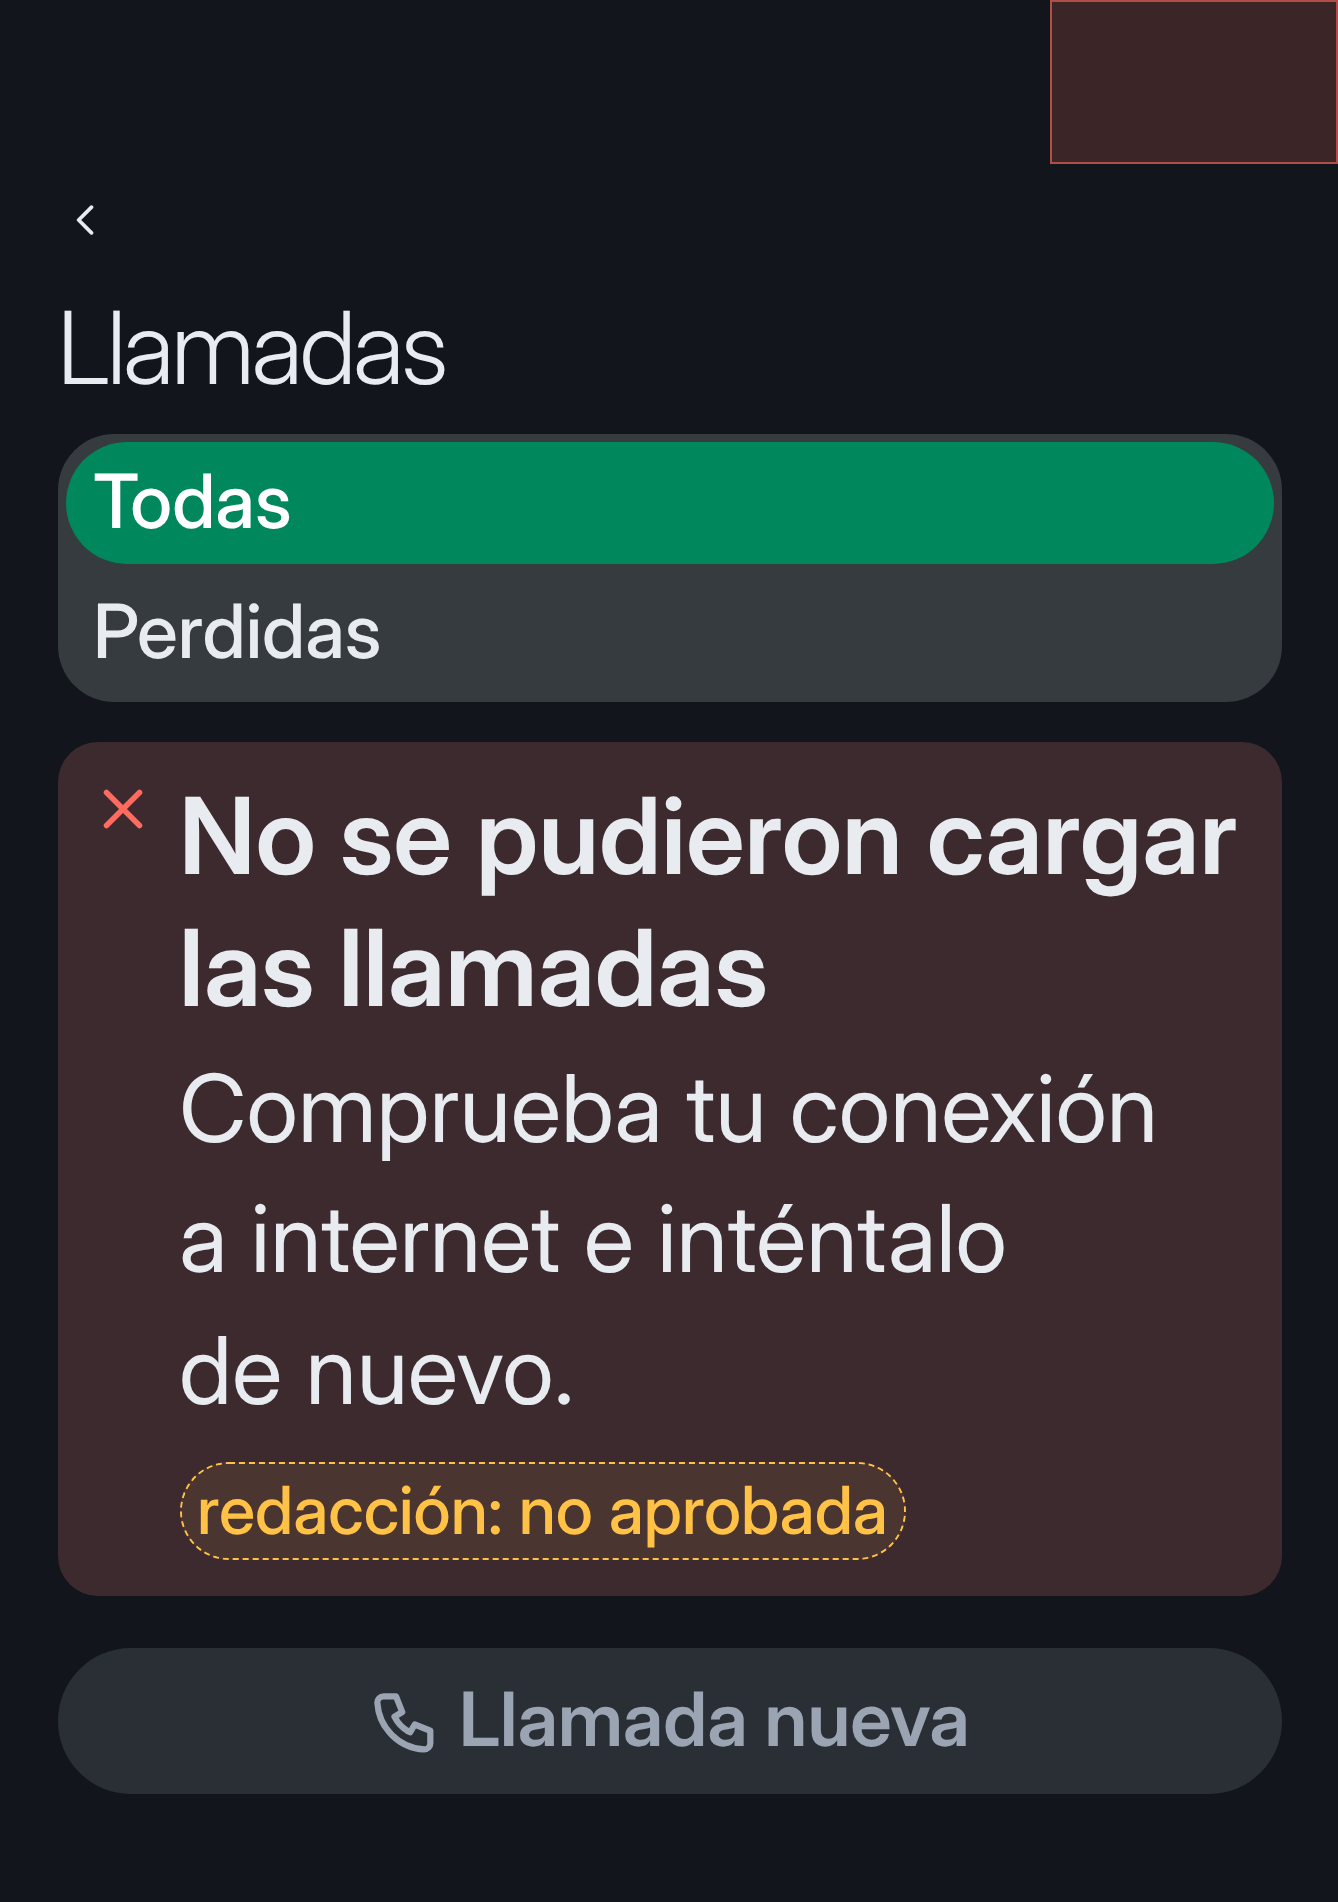 Llamadas
Todas
Perdidas
No se pudieron cargar
las llamadas
Comprueba tu conexión
a internet e inténtalo
de nuevo.
redacción: no aprobada
Llamada nueva